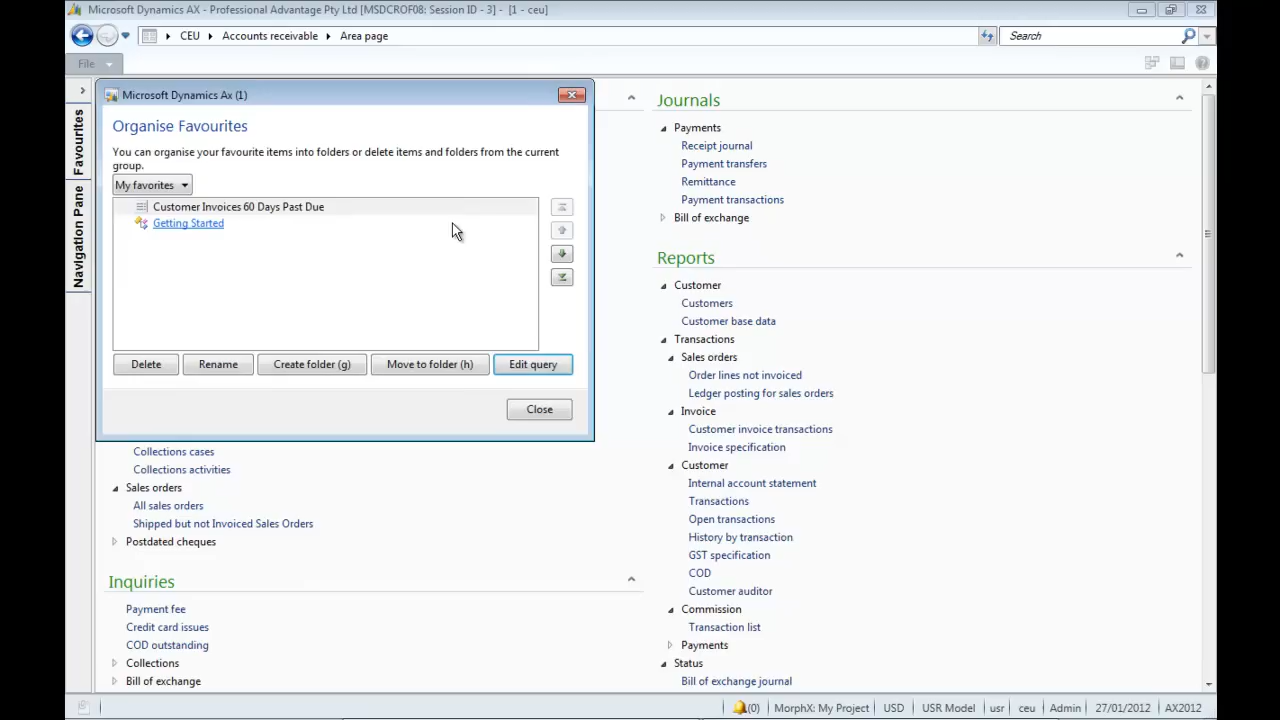 Microsoft Dynamics AX - Professional Advantage Pty Ltd [MSDCROF08: Session ID - 3] - [1 - ceu]
CEU
Accounts receivable
Area page
Search
File
Favourites
Navigation Pane
Microsoft Dynamics Ax (1)
Organise Favourites
You can organise your favourite items into folders or delete items and folders from the current
group.
My favorites
Customer Invoices 60 Days Past Due
Getting Started
Delete
Rename
Create folder (g)
Move to folder (h)
Edit query
Close
Collections cases
Collections activities
Sales orders
All sales orders
Shipped but not Invoiced Sales Orders
Postdated cheques
Inquiries
Payment fee
Credit card issues
COD outstanding
Collections
Bill of exchange
Journals
Payments
Receipt journal
Payment transfers
Remittance
Payment transactions
Bill of exchange
Reports
Customer
Customers
Customer base data
Transactions
Sales orders
Order lines not invoiced
Ledger posting for sales orders
Invoice
Customer invoice transactions
Invoice specification
Customer
Internal account statement
Transactions
Open transactions
History by transaction
GST specification
COD
Customer auditor
Commission
Transaction list
Payments
Status
Bill of exchange journal
(0)
MorphX: My Project
USD
USR Model
usr
ceu
Admin
27/01/2012
AX2012